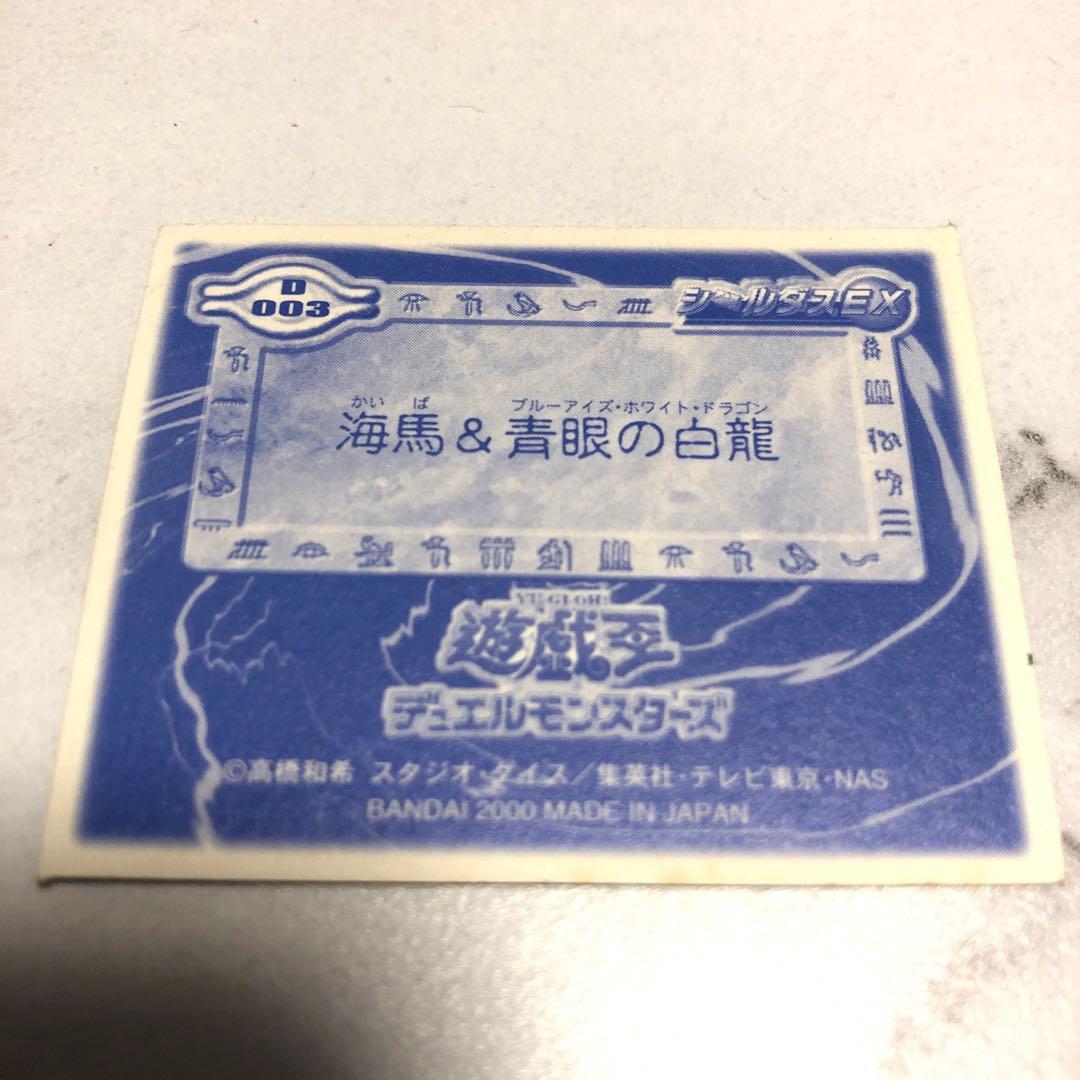 D
003
シールダスEX
かいば ブルーアイズ・ホワイト・ドラゴン
海馬&青眼の白龍
YU-GI-OH!
遊戯王
デュエルモンスターズ
©高橋和希 スタジオ・ダイス／集英社・テレビ東京・NAS
BANDAI 2000 MADE IN JAPAN